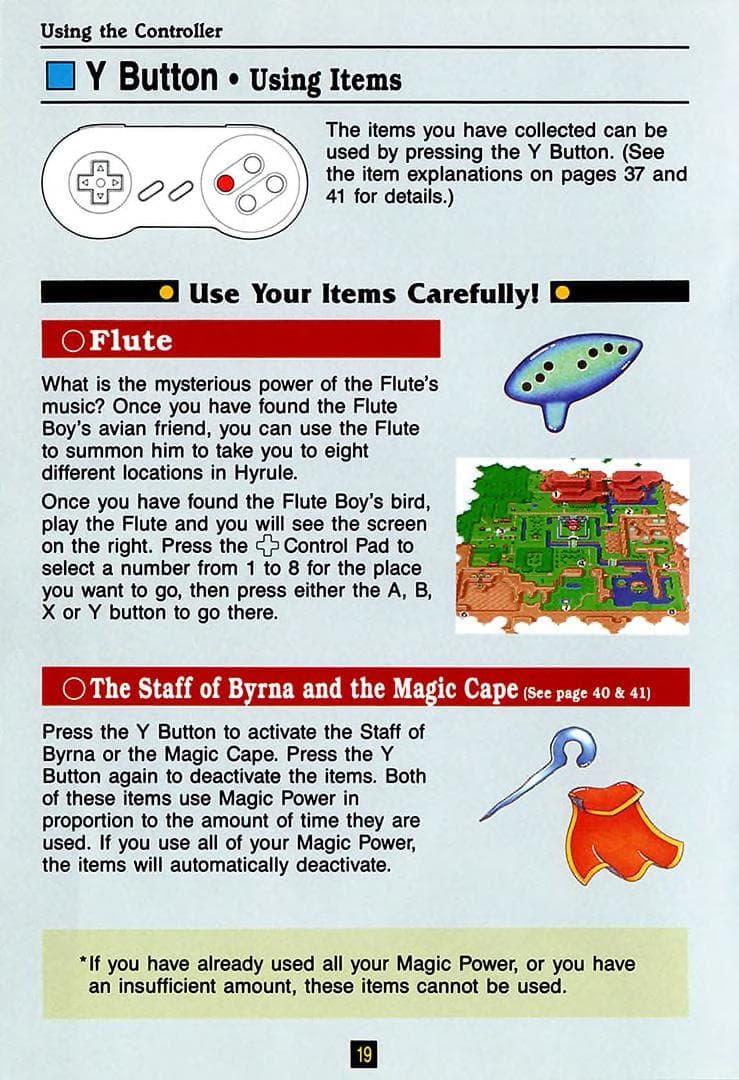 Using the Controller
Y Button • Using Items
The items you have collected can be
used by pressing the Y Button. (See
the item explanations on pages 37 and
41 for details.)
Use Your Items Carefully!
Flute
What is the mysterious power of the Flute's
music? Once you have found the Flute
Boy's avian friend, you can use the Flute
to summon him to take you to eight
different locations in Hyrule.
Once you have found the Flute Boy's bird,
play the Flute and you will see the screen
on the right. Press the Control Pad to
select a number from 1 to 8 for the place
you want to go, then press either the A, B,
X or Y button to go there.
The Staff of Byrna and the Magic Cape (See page 40 & 41)
Press the Y Button to activate the Staff of
Byrna or the Magic Cape. Press the Y
Button again to deactivate the items. Both
of these items use Magic Power in
proportion to the amount of time they are
used. If you use all of your Magic Power,
the items will automatically deactivate.
*If you have already used all your Magic Power, or you have
an insufficient amount, these items cannot be used.
19